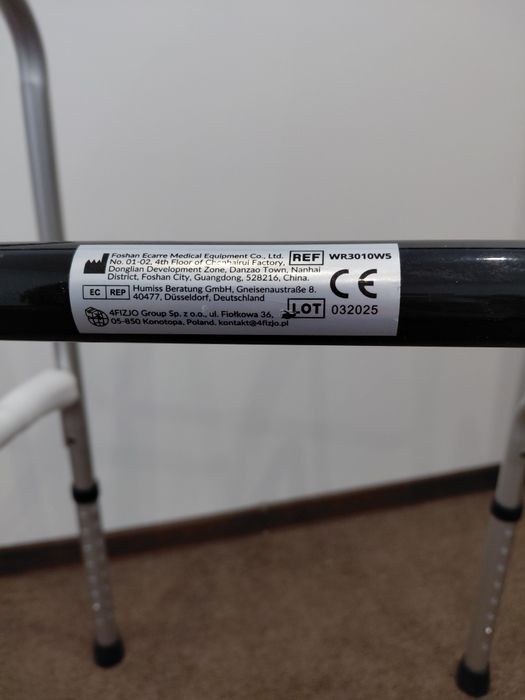 Foshan Ecarre Medical Equipment Co., Ltd.
No. 01-02, 4th Floor of Chenhairui Factory,
Donglian Development Zone, Danzao Town, Nanhai
District, Foshan City, Guangdong, 528216, China.
REF WR3010W5
EC REP Humiss Beratung GmbH, Gneisenaustraße 8.
40477, Düsseldorf, Deutschland
CE
4FIZJO Group Sp. z o.o., ul. Fiołkowa 36,
05-850 Konotopa, Poland. kontakt@4fizjo.pl
LOT 032025